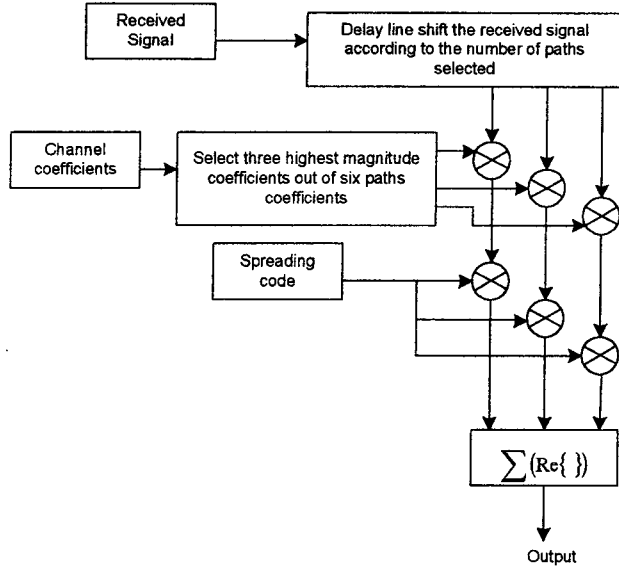 Received
Signal
Delay line shift the received signal
according to the number of paths
selected
Channel
coefficients
Select three highest magnitude
coefficients out of six paths
coefficients
Spreading
code
∑(Re{ })
Output